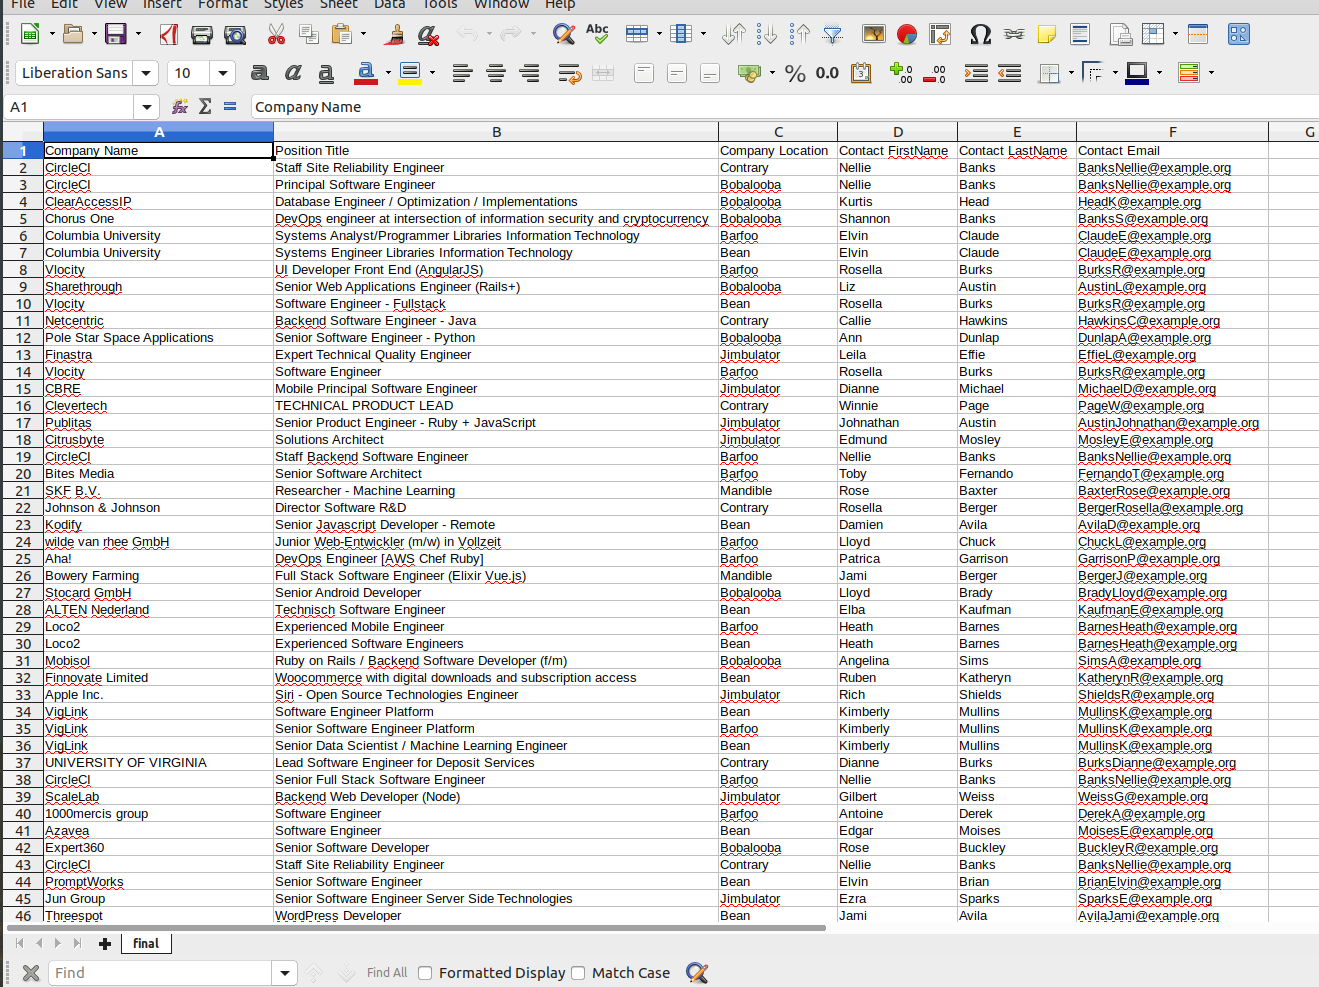 File Edit View Insert Format Styles Sheet Data Tools Window Help
Liberation Sans 10
A1 Company Name
A B C D E F G
1 Company Name Position Title Company Location Contact FirstName Contact LastName Contact Email
2 CircleCI Staff Site Reliability Engineer Contrary Nellie Banks BanksNellie@example.org
3 CircleCI Principal Software Engineer Bobalooba Nellie Banks BanksNellie@example.org
4 ClearAccessIP Database Engineer / Optimization / Implementations Bobalooba Kurtis Head HeadK@example.org
5 Chorus One DevOps engineer at intersection of information security and cryptocurrency Bobalooba Shannon Banks BanksS@example.org
6 Columbia University Systems Analyst/Programmer Libraries Information Technology Barfoo Elvin Claude ClaudeE@example.org
7 Columbia University Systems Engineer Libraries Information Technology Bean Elvin Claude ClaudeE@example.org
8 Vlocity UI Developer Front End (AngularJS) Barfoo Rosella Burks BurksR@example.org
9 Sharethrough Senior Web Applications Engineer (Rails+) Bobalooba Liz Austin AustinL@example.org
10 Vlocity Software Engineer - Fullstack Bean Rosella Burks BurksR@example.org
11 Netcentric Backend Software Engineer - Java Contrary Callie Hawkins HawkinsC@example.org
12 Pole Star Space Applications Senior Software Engineer - Python Bobalooba Ann Dunlap DunlapA@example.org
13 Finastra Expert Technical Quality Engineer Jimbulator Leila Effie EffieL@example.org
14 Vlocity Software Engineer Barfoo Rosella Burks BurksR@example.org
15 CBRE Mobile Principal Software Engineer Jimbulator Dianne Michael MichaelD@example.org
16 Clevertech TECHNICAL PRODUCT LEAD Contrary Winnie Page PageW@example.org
17 Publitas Senior Product Engineer - Ruby + JavaScript Jimbulator Johnathan Austin AustinJohnathan@example.org
18 Citrusbyte Solutions Architect Jimbulator Edmund Mosley MosleyE@example.org
19 CircleCI Staff Backend Software Engineer Barfoo Nellie Banks BanksNellie@example.org
20 Bites Media Senior Software Architect Barfoo Toby Fernando FernandoT@example.org
21 SKF B.V. Researcher - Machine Learning Mandible Rose Baxter BaxterRose@example.org
22 Johnson & Johnson Director Software R&D Contrary Rosella Berger BergerRosella@example.org
23 Kodify Senior Javascript Developer - Remote Bean Damien Avila AvilaD@example.org
24 wilde van rhee GmbH Junior Web-Entwickler (m/w) in Vollzeit Barfoo Lloyd Chuck ChuckL@example.org
25 Aha! DevOps Engineer [AWS Chef Ruby] Barfoo Patrica Garrison GarrisonP@example.org
26 Bowery Farming Full Stack Software Engineer (Elixir Vue.js) Mandible Jami Berger BergerJ@example.org
27 Stocard GmbH Senior Android Developer Bobalooba Lloyd Brady BradyLloyd@example.org
28 ALTEN Nederland Technisch Software Engineer Bean Elba Kaufman KaufmanE@example.org
29 Loco2 Experienced Mobile Engineer Barfoo Heath Barnes BarnesHeath@example.org
30 Loco2 Experienced Software Engineers Bean Heath Barnes BarnesHeath@example.org
31 Mobisol Ruby on Rails / Backend Software Developer (f/m) Bobalooba Angelina Sims SimsA@example.org
32 Finnovate Limited Woocommerce with digital downloads and subscription access Bean Ruben Katheryn KatherynR@example.org
33 Apple Inc. Siri - Open Source Technologies Engineer Jimbulator Rich Shields ShieldsR@example.org
34 VigLink Software Engineer Platform Bean Kimberly Mullins MullinsK@example.org
35 VigLink Senior Software Engineer Platform Barfoo Kimberly Mullins MullinsK@example.org
36 VigLink Senior Data Scientist / Machine Learning Engineer Bean Kimberly Mullins MullinsK@example.org
37 UNIVERSITY OF VIRGINIA Lead Software Engineer for Deposit Services Contrary Dianne Burks BurksDianne@example.org
38 CircleCI Senior Full Stack Software Engineer Barfoo Nellie Banks BanksNellie@example.org
39 ScaleLab Backend Web Developer (Node) Jimbulator Gilbert Weiss WeissG@example.org
40 1000mercis group Software Engineer Barfoo Antoine Derek DerekA@example.org
41 Azavea Software Engineer Bean Edgar Moises MoisesE@example.org
42 Expert360 Senior Software Developer Bobalooba Rose Buckley BuckleyR@example.org
43 CircleCI Staff Site Reliability Engineer Contrary Nellie Banks BanksNellie@example.org
44 PromptWorks Senior Software Engineer Bean Elvin Brian BrianElvin@example.org
45 Jun Group Senior Software Engineer Server Side Technologies Jimbulator Ezra Sparks SparksE@example.org
46 Threespot WordPress Developer Bean Jami Avila AvilaJami@example.org
final
Find Find All Formatted Display Match Case